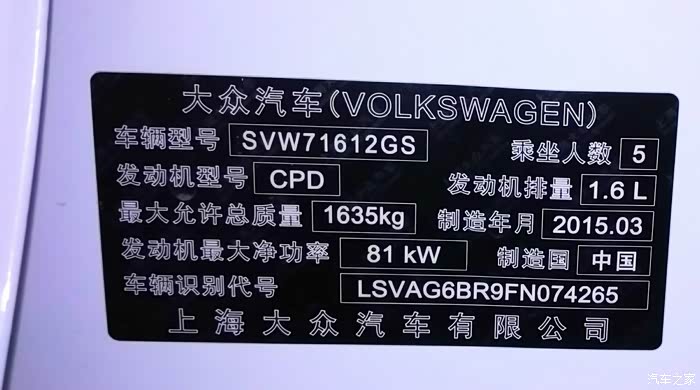 大众汽车(VOLKSWAGEN)
车辆型号 SVW71612GS 乘坐人数 5
发动机型号 CPD 发动机排量 1.6 L
最大允许总质量 1635kg 制造年月 2015.03
发动机最大净功率 81 kW 制造国 中国
车辆识别代号 LSVAG6BR9FN074265
上海大众汽车有限公司
汽车之家